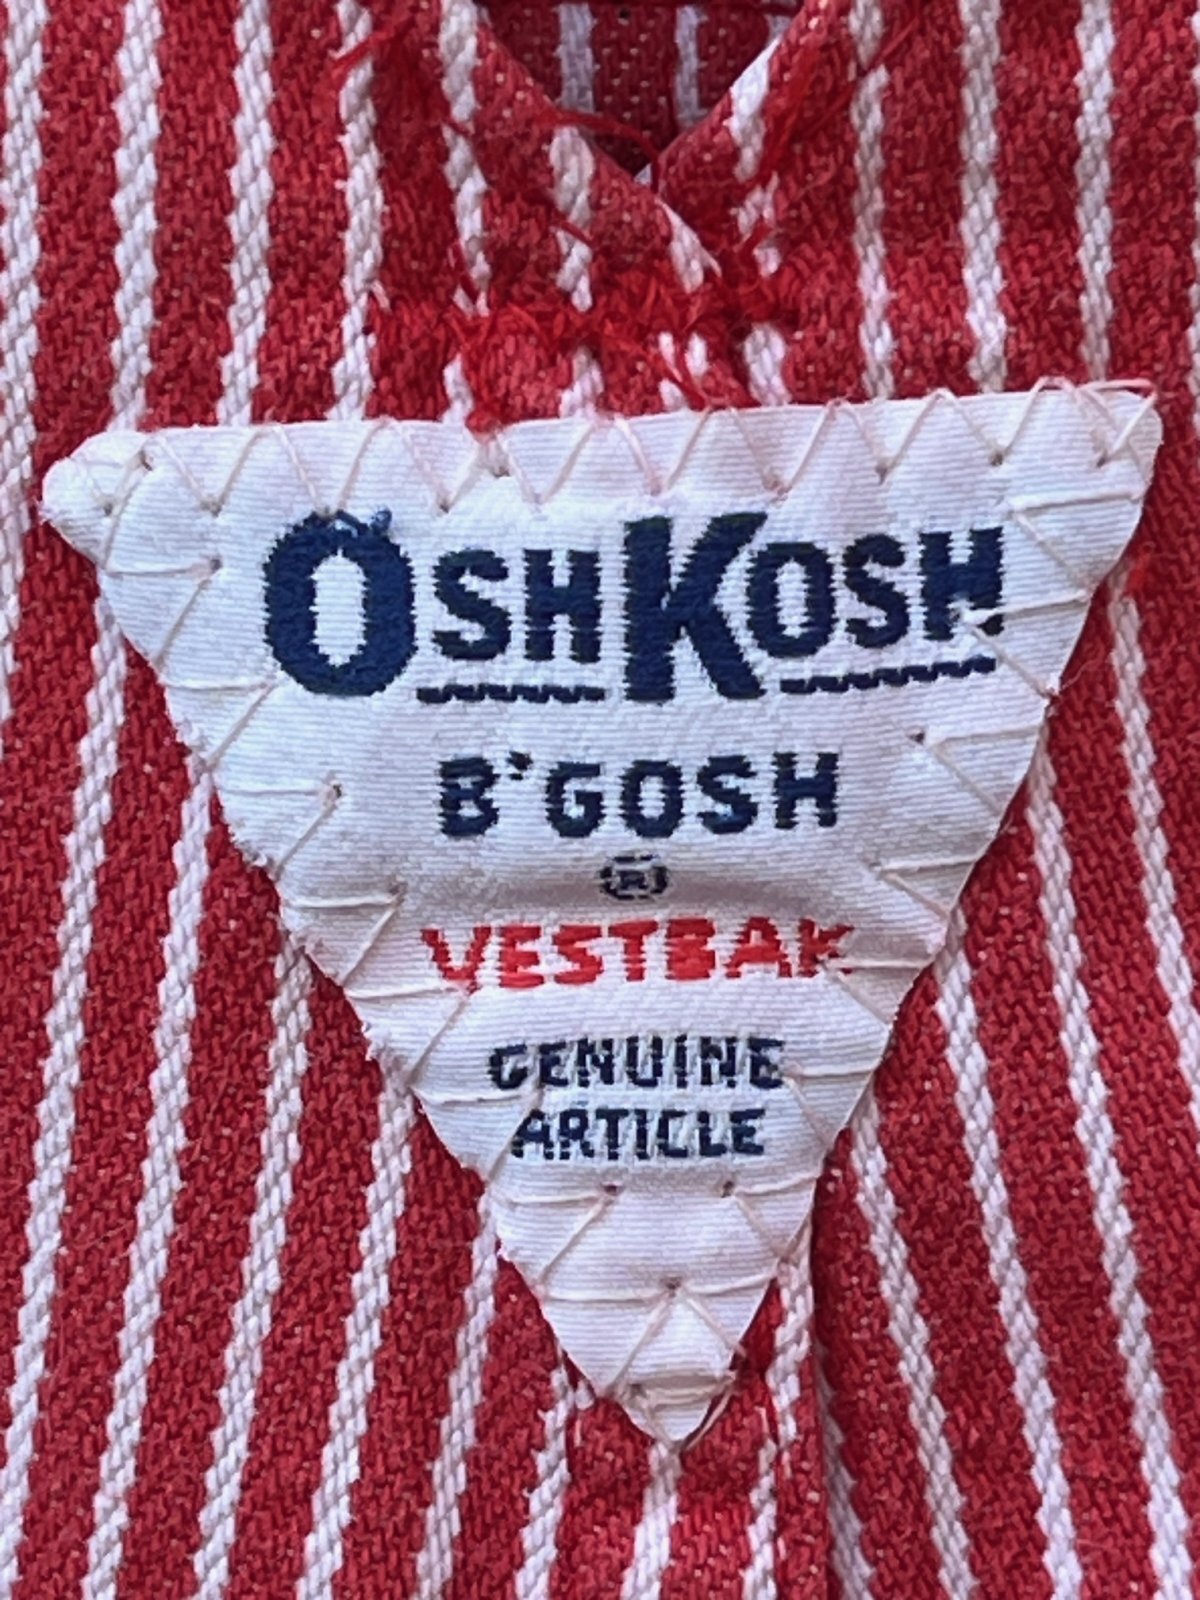 OSHKOSH
B'GOSH
®
VESTBAK
GENUINE
ARTICLE